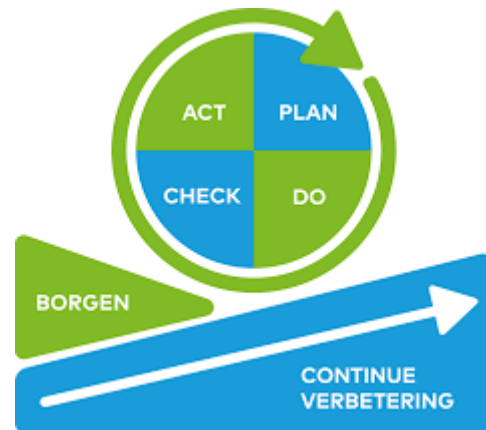 ACT
PLAN
CHECK
DO
BORGEN
CONTINUE
VERBETERING